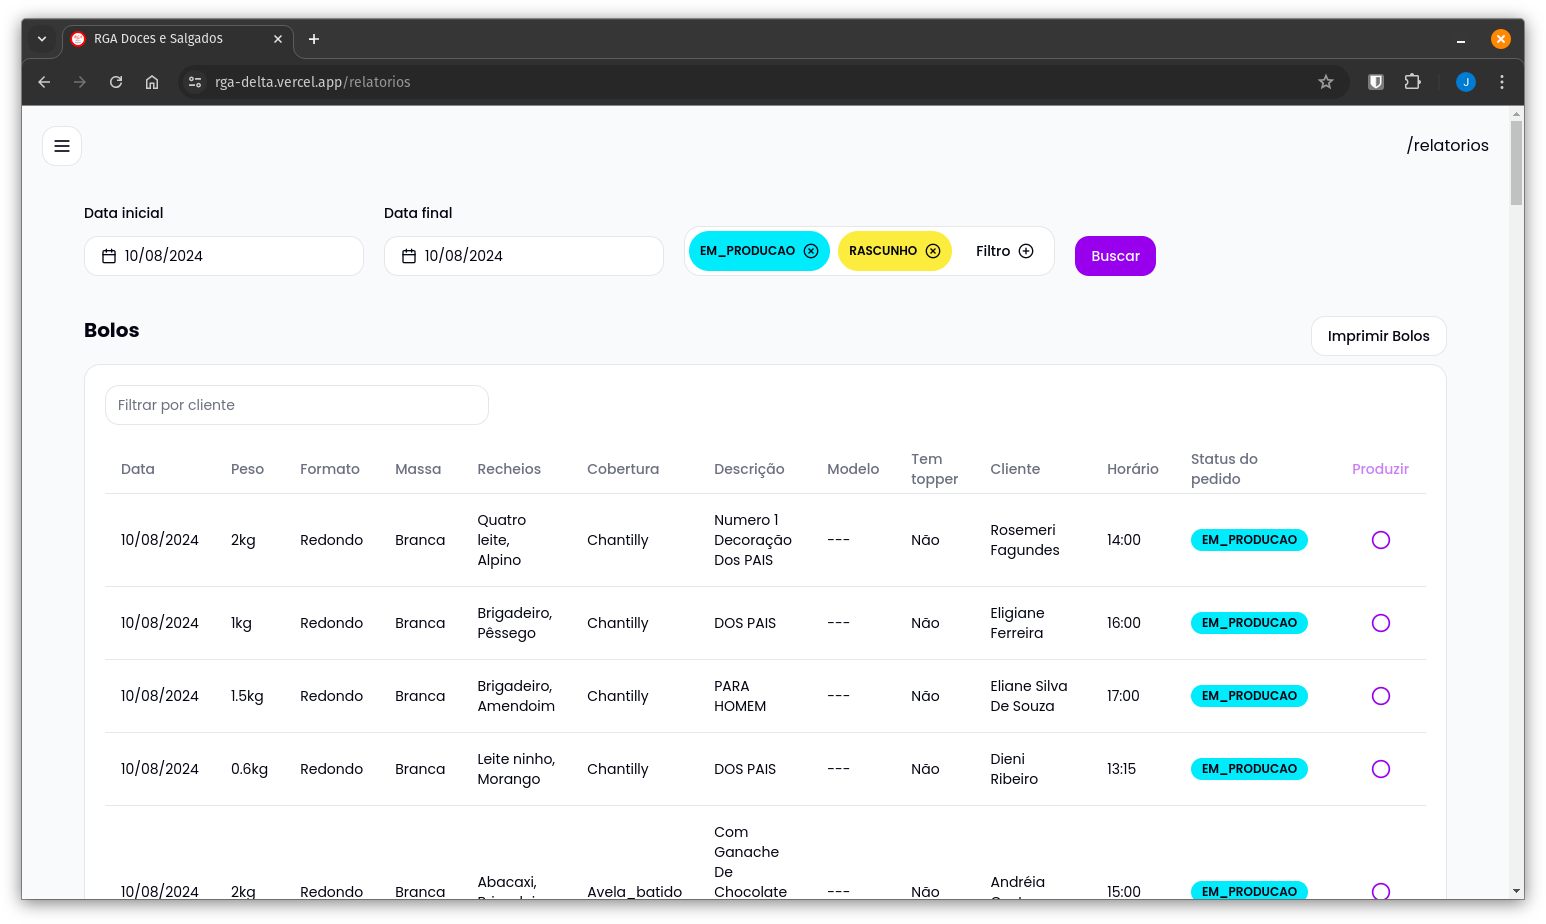 RGA Doces e Salgados
rga-delta.vercel.app/relatorios
J
/relatorios
Data inicial
Data final
10/08/2024
10/08/2024
EM_PRODUCAO
RASCUNHO
Filtro
Buscar
Bolos
Imprimir Bolos
Filtrar por cliente
Data Peso Formato Massa Recheios Cobertura Descrição Modelo Tem topper Cliente Horário Status do pedido Produzir
10/08/2024 2kg Redondo Branca Quatro leite, Alpino Chantilly Numero 1 Decoração Dos PAIS --- Não Rosemeri Fagundes 14:00 EM_PRODUCAO
10/08/2024 1kg Redondo Branca Brigadeiro, Pêssego Chantilly DOS PAIS --- Não Eligiane Ferreira 16:00 EM_PRODUCAO
10/08/2024 1.5kg Redondo Branca Brigadeiro, Amendoim Chantilly PARA HOMEM --- Não Eliane Silva De Souza 17:00 EM_PRODUCAO
10/08/2024 0.6kg Redondo Branca Leite ninho, Morango Chantilly DOS PAIS --- Não Dieni Ribeiro 13:15 EM_PRODUCAO
10/08/2024 2kg Redondo Branca Abacaxi, Avela_batido Com Ganache De Chocolate --- Não Andréia 15:00 EM_PRODUCAO